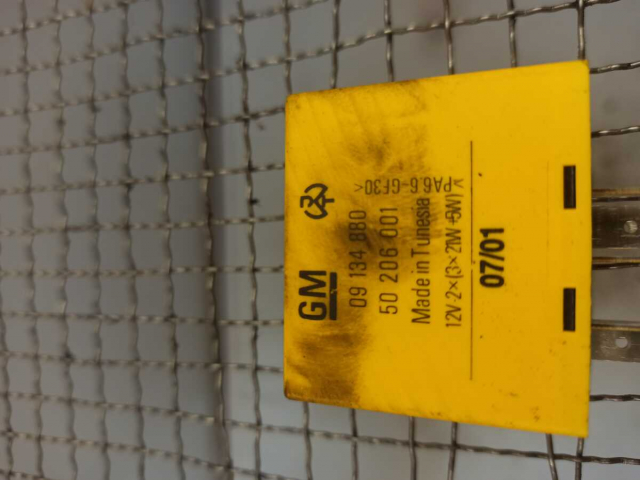 GM
09 134 880
50 206 001
Made in Tunesia
>PA6.6-GF30<
12V 2×(3×21W+5W)
07/01